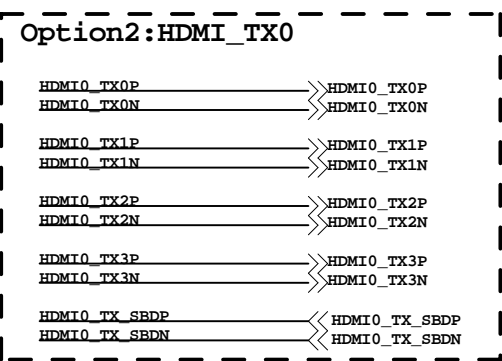 Option2:HDMI_TX0
HDMI0_TX0P HDMI0_TX0P
HDMI0_TX0N HDMI0_TX0N
HDMI0_TX1P HDMI0_TX1P
HDMI0_TX1N HDMI0_TX1N
HDMI0_TX2P HDMI0_TX2P
HDMI0_TX2N HDMI0_TX2N
HDMI0_TX3P HDMI0_TX3P
HDMI0_TX3N HDMI0_TX3N
HDMI0_TX_SBDP HDMI0_TX_SBDP
HDMI0_TX_SBDN HDMI0_TX_SBDN